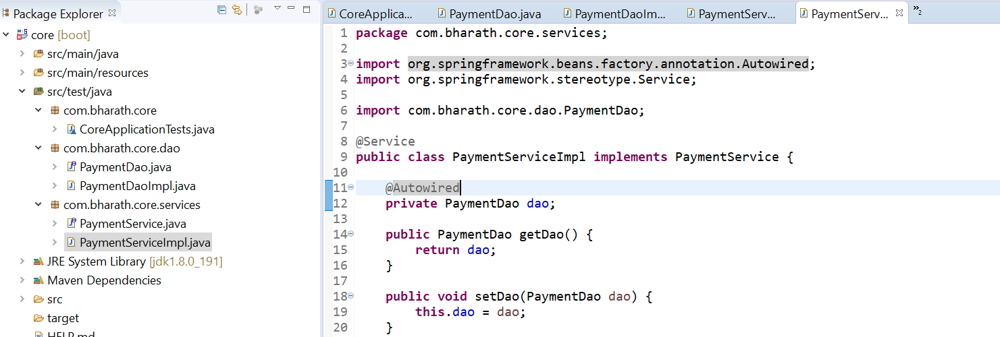 Package Explorer
core [boot]
src/main/java
src/main/resources
src/test/java
com.bharath.core
CoreApplicationTests.java
com.bharath.core.dao
PaymentDao.java
PaymentDaoImpl.java
com.bharath.core.services
PaymentService.java
PaymentServiceImpl.java
JRE System Library [jdk1.8.0_191]
Maven Dependencies
src
target
HELP.md
CoreApplica... PaymentDao.java PaymentDaoIm... PaymentServ... PaymentServ... »2
1 package com.bharath.core.services;
2
3 import org.springframework.beans.factory.annotation.Autowired;
4 import org.springframework.stereotype.Service;
5
6 import com.bharath.core.dao.PaymentDao;
7
8 @Service
9 public class PaymentServiceImpl implements PaymentService {
10
11 @Autowired
12 private PaymentDao dao;
13
14 public PaymentDao getDao() {
15 return dao;
16 }
17
18 public void setDao(PaymentDao dao) {
19 this.dao = dao;
20 }